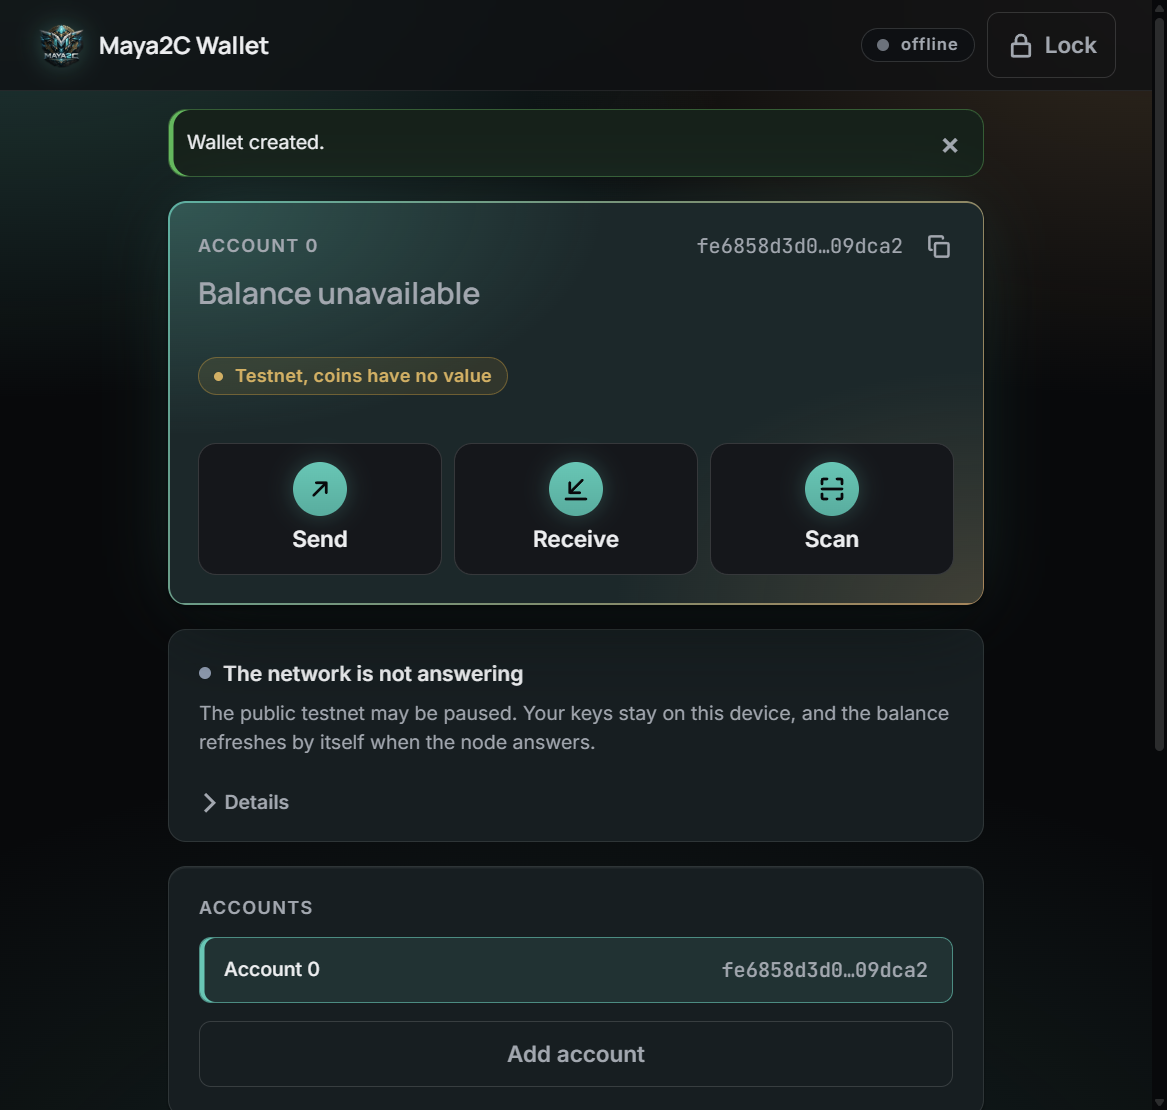 MAYA2C
Maya2C Wallet
offline
Lock
Wallet created.
ACCOUNT 0
fe6858d3d0…09dca2
Balance unavailable
Testnet, coins have no value
Send
Receive
Scan
The network is not answering
The public testnet may be paused. Your keys stay on this device, and the balance
refreshes by itself when the node answers.
Details
ACCOUNTS
Account 0
fe6858d3d0…09dca2
Add account